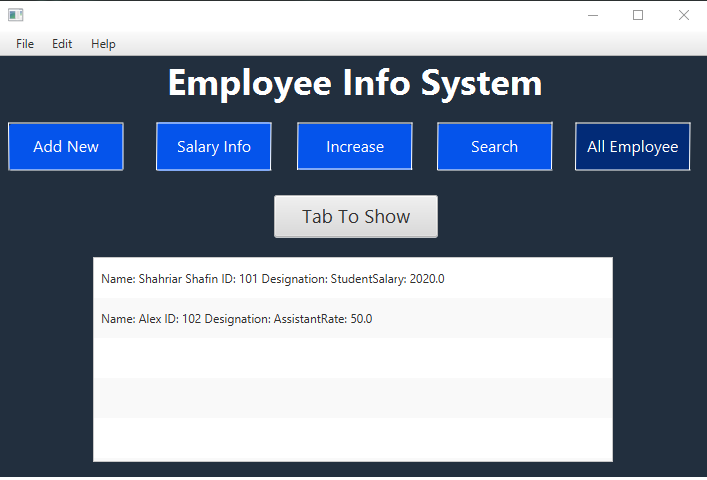 File Edit Help
Employee Info System
Add New Salary Info Increase Search All Employee
Tab To Show
Name: Shahriar Shafin ID: 101 Designation: StudentSalary: 2020.0
Name: Alex ID: 102 Designation: AssistantRate: 50.0